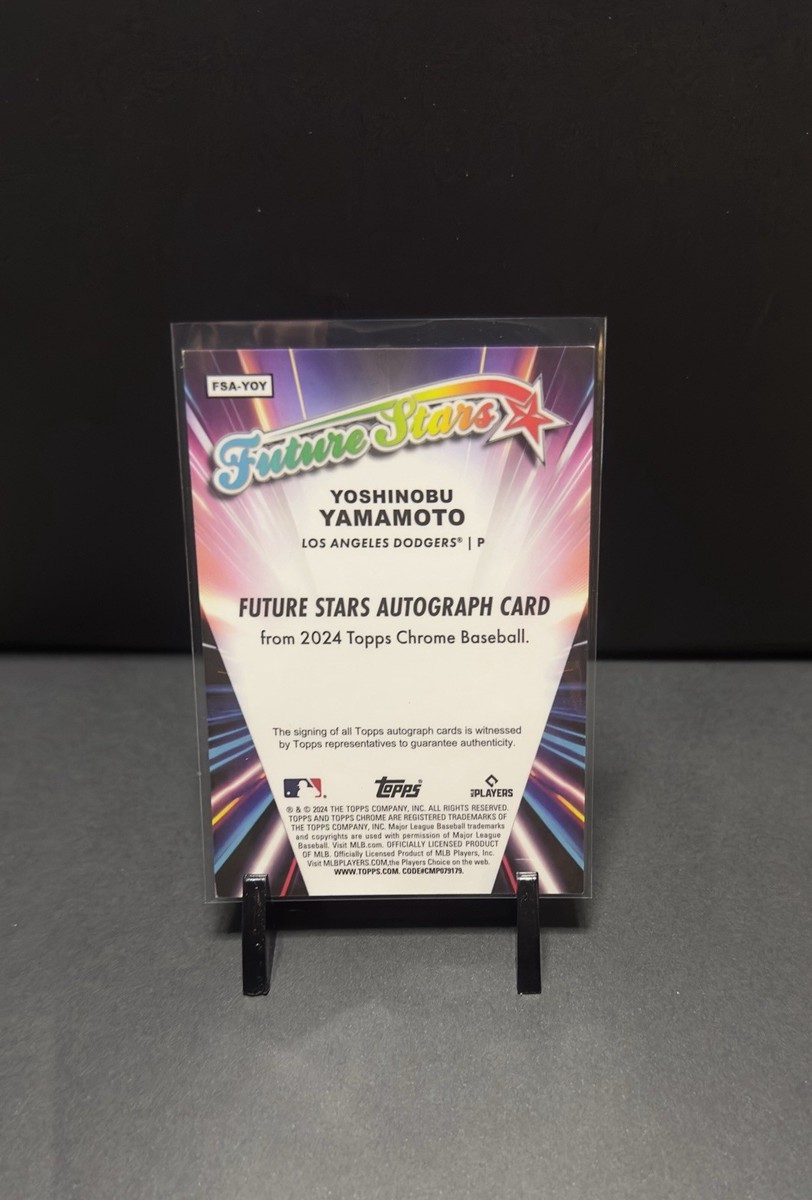 FSA-YOY
Future Stars
YOSHINOBU
YAMAMOTO
LOS ANGELES DODGERS® | P
FUTURE STARS AUTOGRAPH CARD
from 2024 Topps Chrome Baseball.
The signing of all Topps autograph cards is witnessed
by Topps representatives to guarantee authenticity.
topps® PLAYERS
® & © 2024 THE TOPPS COMPANY, INC. ALL RIGHTS RESERVED.
TOPPS AND TOPPS CHROME ARE REGISTERED TRADEMARKS OF
THE TOPPS COMPANY, INC. Major League Baseball trademarks
and copyrights are used with permission of Major League
Baseball. Visit MLB.com. OFFICIALLY LICENSED PRODUCT
OF MLB. Officially Licensed Product of MLB Players, Inc.
Visit MLBPLAYERS.COM,the Players Choice on the web.
WWW.TOPPS.COM. CODE#CMP079179.